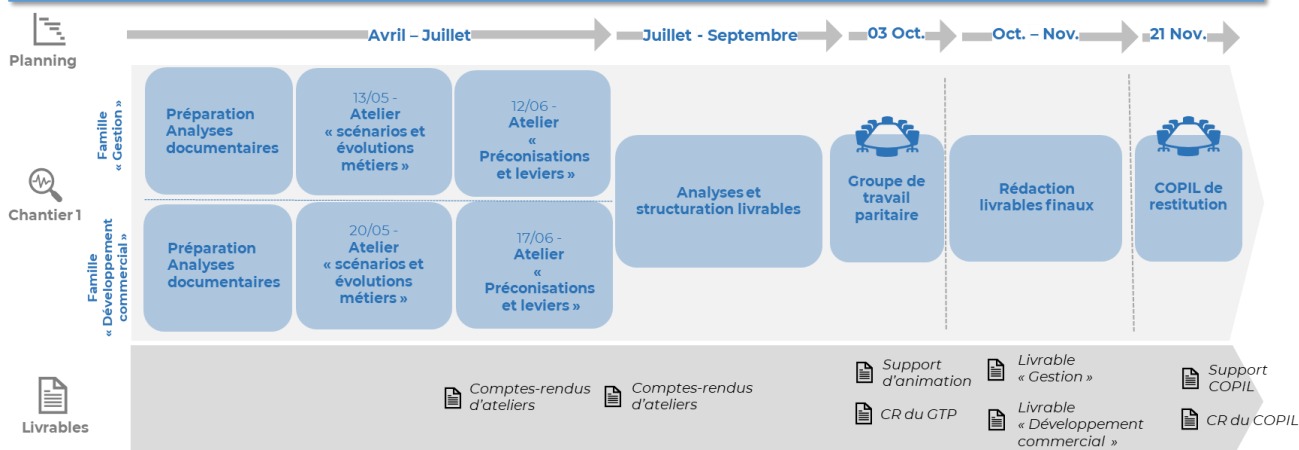 Planning
Avril – Juillet
Juillet - Septembre
03 Oct.
Oct. – Nov.
21 Nov.
Chantier 1
Famille
« Gestion »
Préparation
Analyses
documentaires
13/05 -
Atelier
« scénarios et
évolutions
métiers »
12/06 -
Atelier
«
Préconisations
et leviers »
Famille
« Développement
commercial »
Préparation
Analyses
documentaires
20/05 -
Atelier
« scénarios et
évolutions
métiers »
17/06 -
Atelier
«
Préconisations
et leviers »
Analyses et
structuration livrables
Groupe de
travail
paritaire
Rédaction
livrables finaux
COPIL de
restitution
Livrables
Comptes-rendus
d’ateliers
Comptes-rendus
d’ateliers
Support
d’animation
CR du GTP
Livrable
« Gestion »
Livrable
« Développement
commercial »
Support
COPIL
CR du COPIL